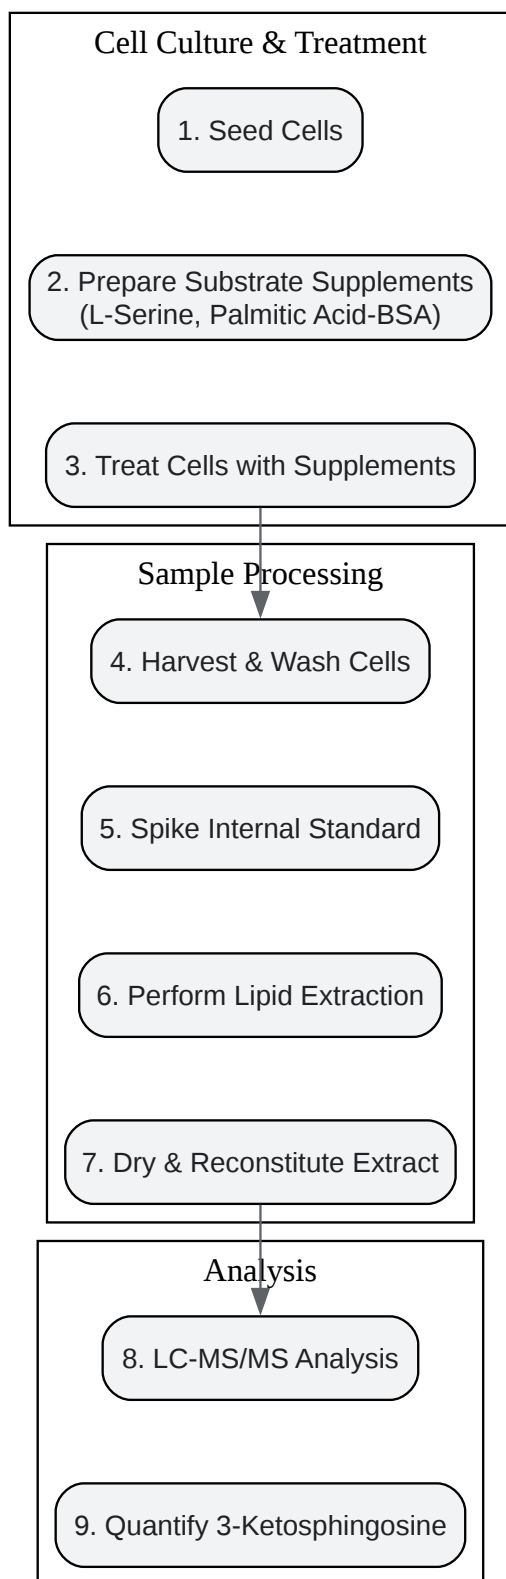 Cell Culture & Treatment
1. Seed Cells
2. Prepare Substrate Supplements
(L-Serine, Palmitic Acid-BSA)
3. Treat Cells with Supplements
Sample Processing
4. Harvest & Wash Cells
5. Spike Internal Standard
6. Perform Lipid Extraction
7. Dry & Reconstitute Extract
Analysis
8. LC-MS/MS Analysis
9. Quantify 3-Ketosphingosine